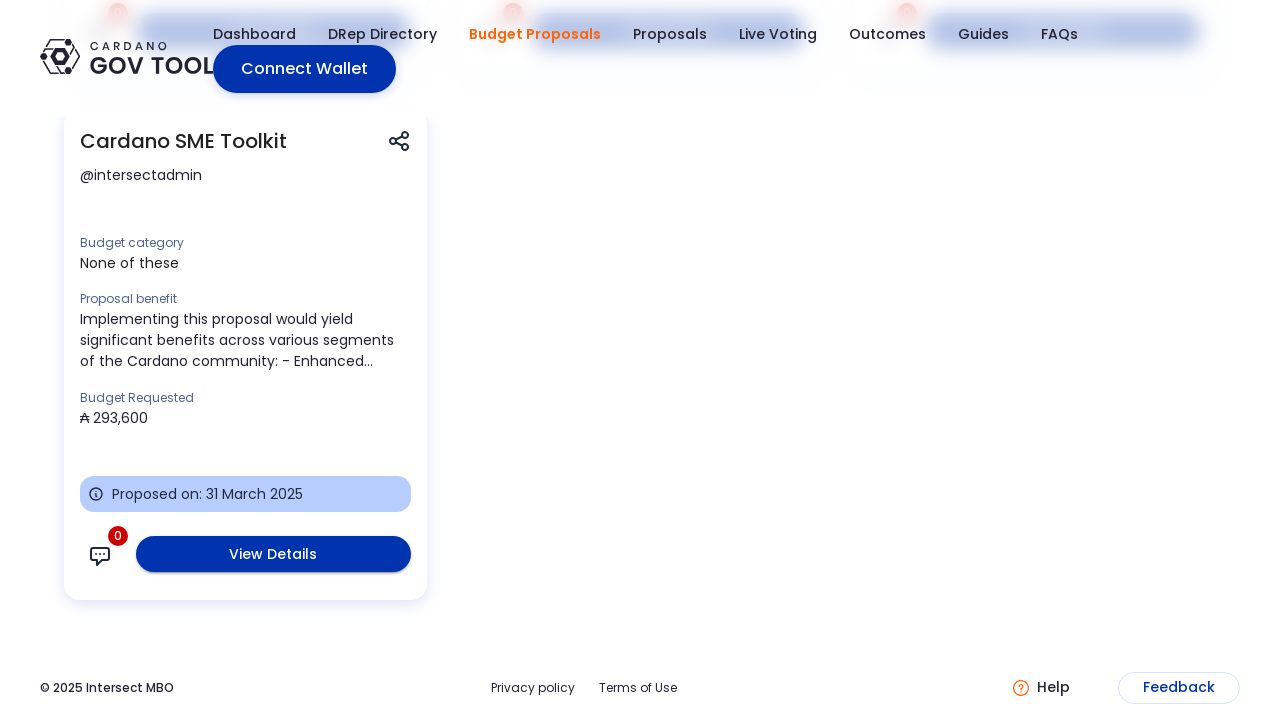 CARDANO
GOV TOOL
Dashboard DRep Directory Budget Proposals Proposals Live Voting Outcomes Guides FAQs
Connect Wallet
Cardano SME Toolkit
@intersectadmin
Budget category
None of these
Proposal benefit
Implementing this proposal would yield
significant benefits across various segments
of the Cardano community: - Enhanced...
Budget Requested
₳ 293,600
Proposed on: 31 March 2025
0
View Details
© 2025 Intersect MBO
Privacy policy Terms of Use
Help
Feedback